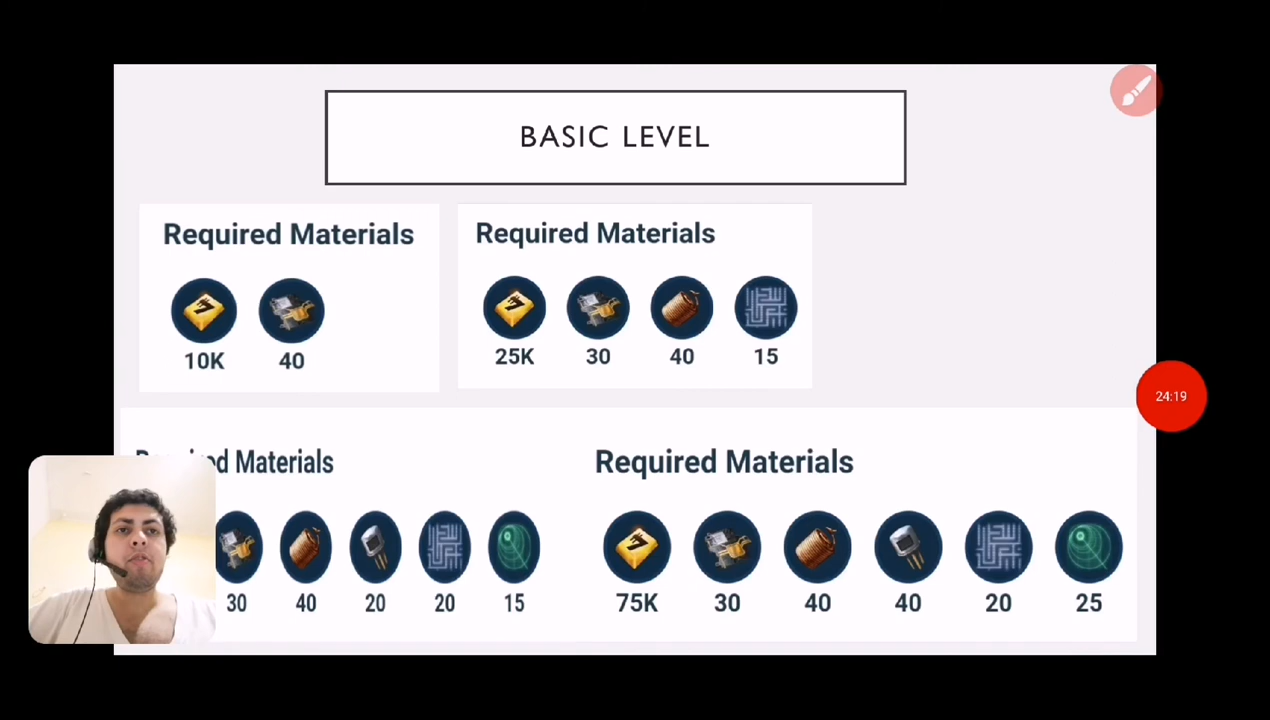 BASIC LEVEL
Required Materials
10K 40
Required Materials
25K 30 40 15
24:19
Materials
30 40 20 20 15
Required Materials
75K 30 40 40 20 25